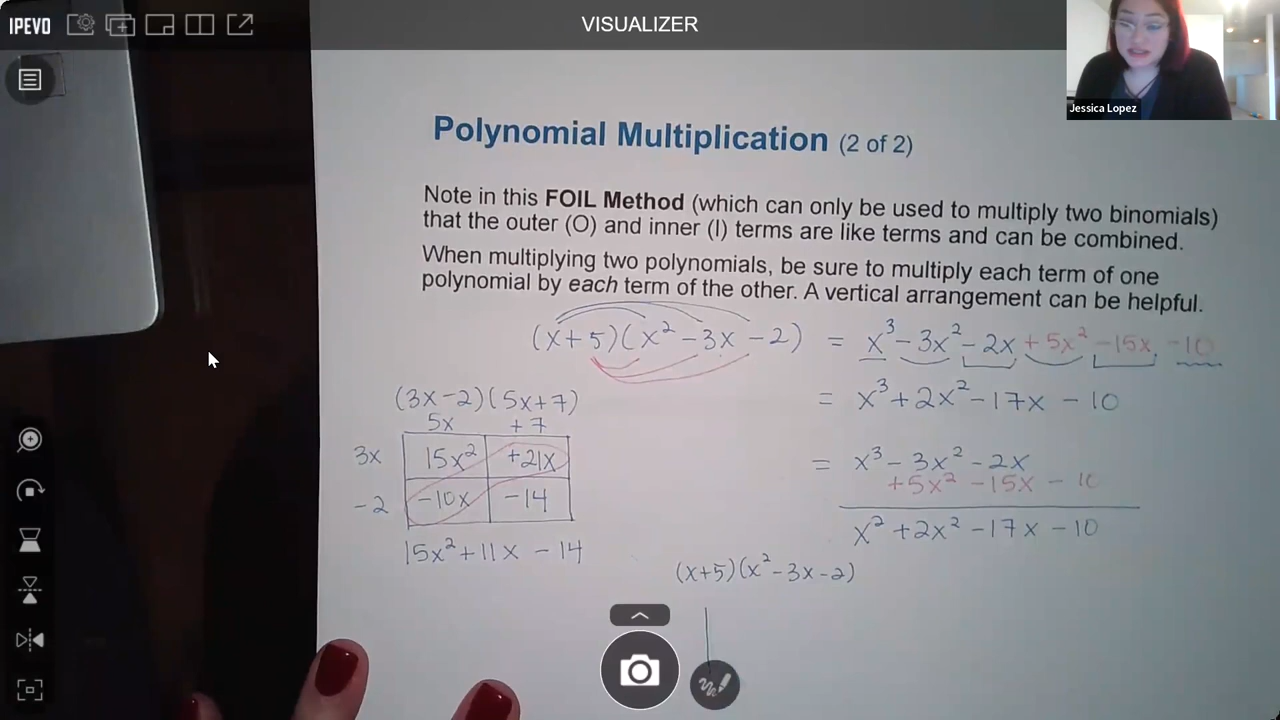 IPEVO
VISUALIZER
Jessica Lopez
Polynomial Multiplication (2 of 2)
Note in this FOIL Method (which can only be used to multiply two binomials)
that the outer (O) and inner (I) terms are like terms and can be combined.
When multiplying two polynomials, be sure to multiply each term of one
polynomial by each term of the other. A vertical arrangement can be helpful.
(x+5)(x² -3x -2) = x³ -3x² -2x +5x² -15x -10
= x³ +2x² -17x -10
(3x-2)(5x+7)
5x +7
3x 15x² +21x
-2 -10x -14
15x² +11x -14
= x³ -3x² -2x
+5x² -15x -10
x² +2x² -17x -10
(x+5)(x² -3x -2)